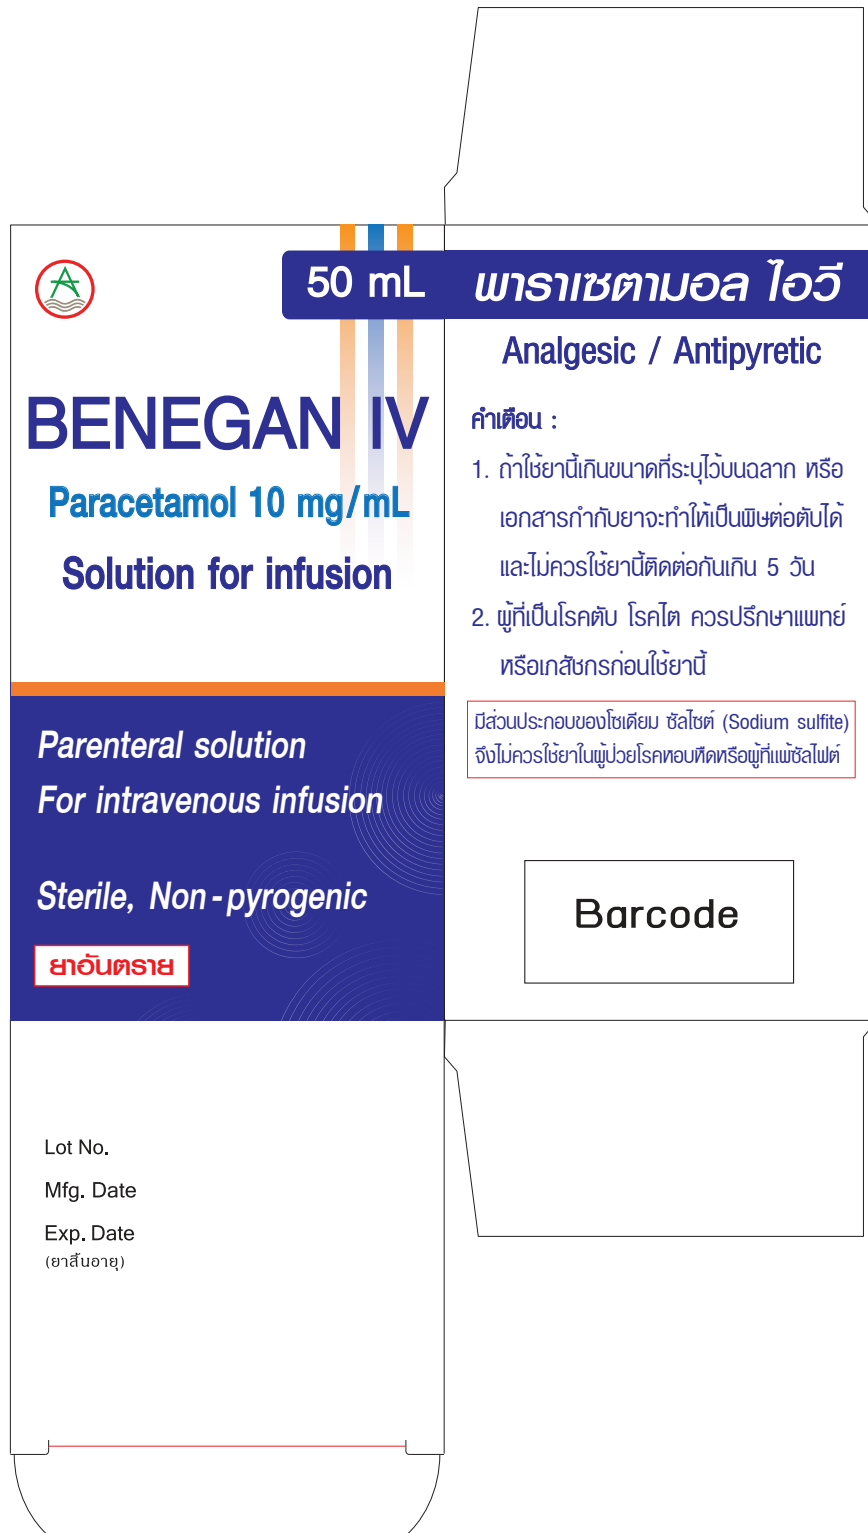 50 mL
BENEGAN IV
Paracetamol 10 mg/mL
Solution for infusion
Parenteral solution
For intravenous infusion
Sterile, Non-pyrogenic
ยาอันตราย
พาราเซตามอล ไอวี
Analgesic / Antipyretic
คำเตือน :
1. ถ้าใช้ยานี้เกินขนาดที่ระบุไว้บนฉลาก หรือ
เอกสารกำกับยาจะทำให้เป็นพิษต่อตับได้
และไม่ควรใช้ยานี้ติดต่อกันเกิน 5 วัน
2. ผู้ที่เป็นโรคตับ โรคไต ควรปรึกษาแพทย์
หรือเภสัชกรก่อนใช้ยานี้
มีส่วนประกอบของโซเดียม ซัลไซต์ (Sodium sulfite)
จึงไม่ควรใช้ยาในผู้ป่วยโรคหอบหืดหรือผู้ที่แพ้ซัลไฟต์
Barcode
Lot No.
Mfg. Date
Exp. Date
(ยาสิ้นอายุ)